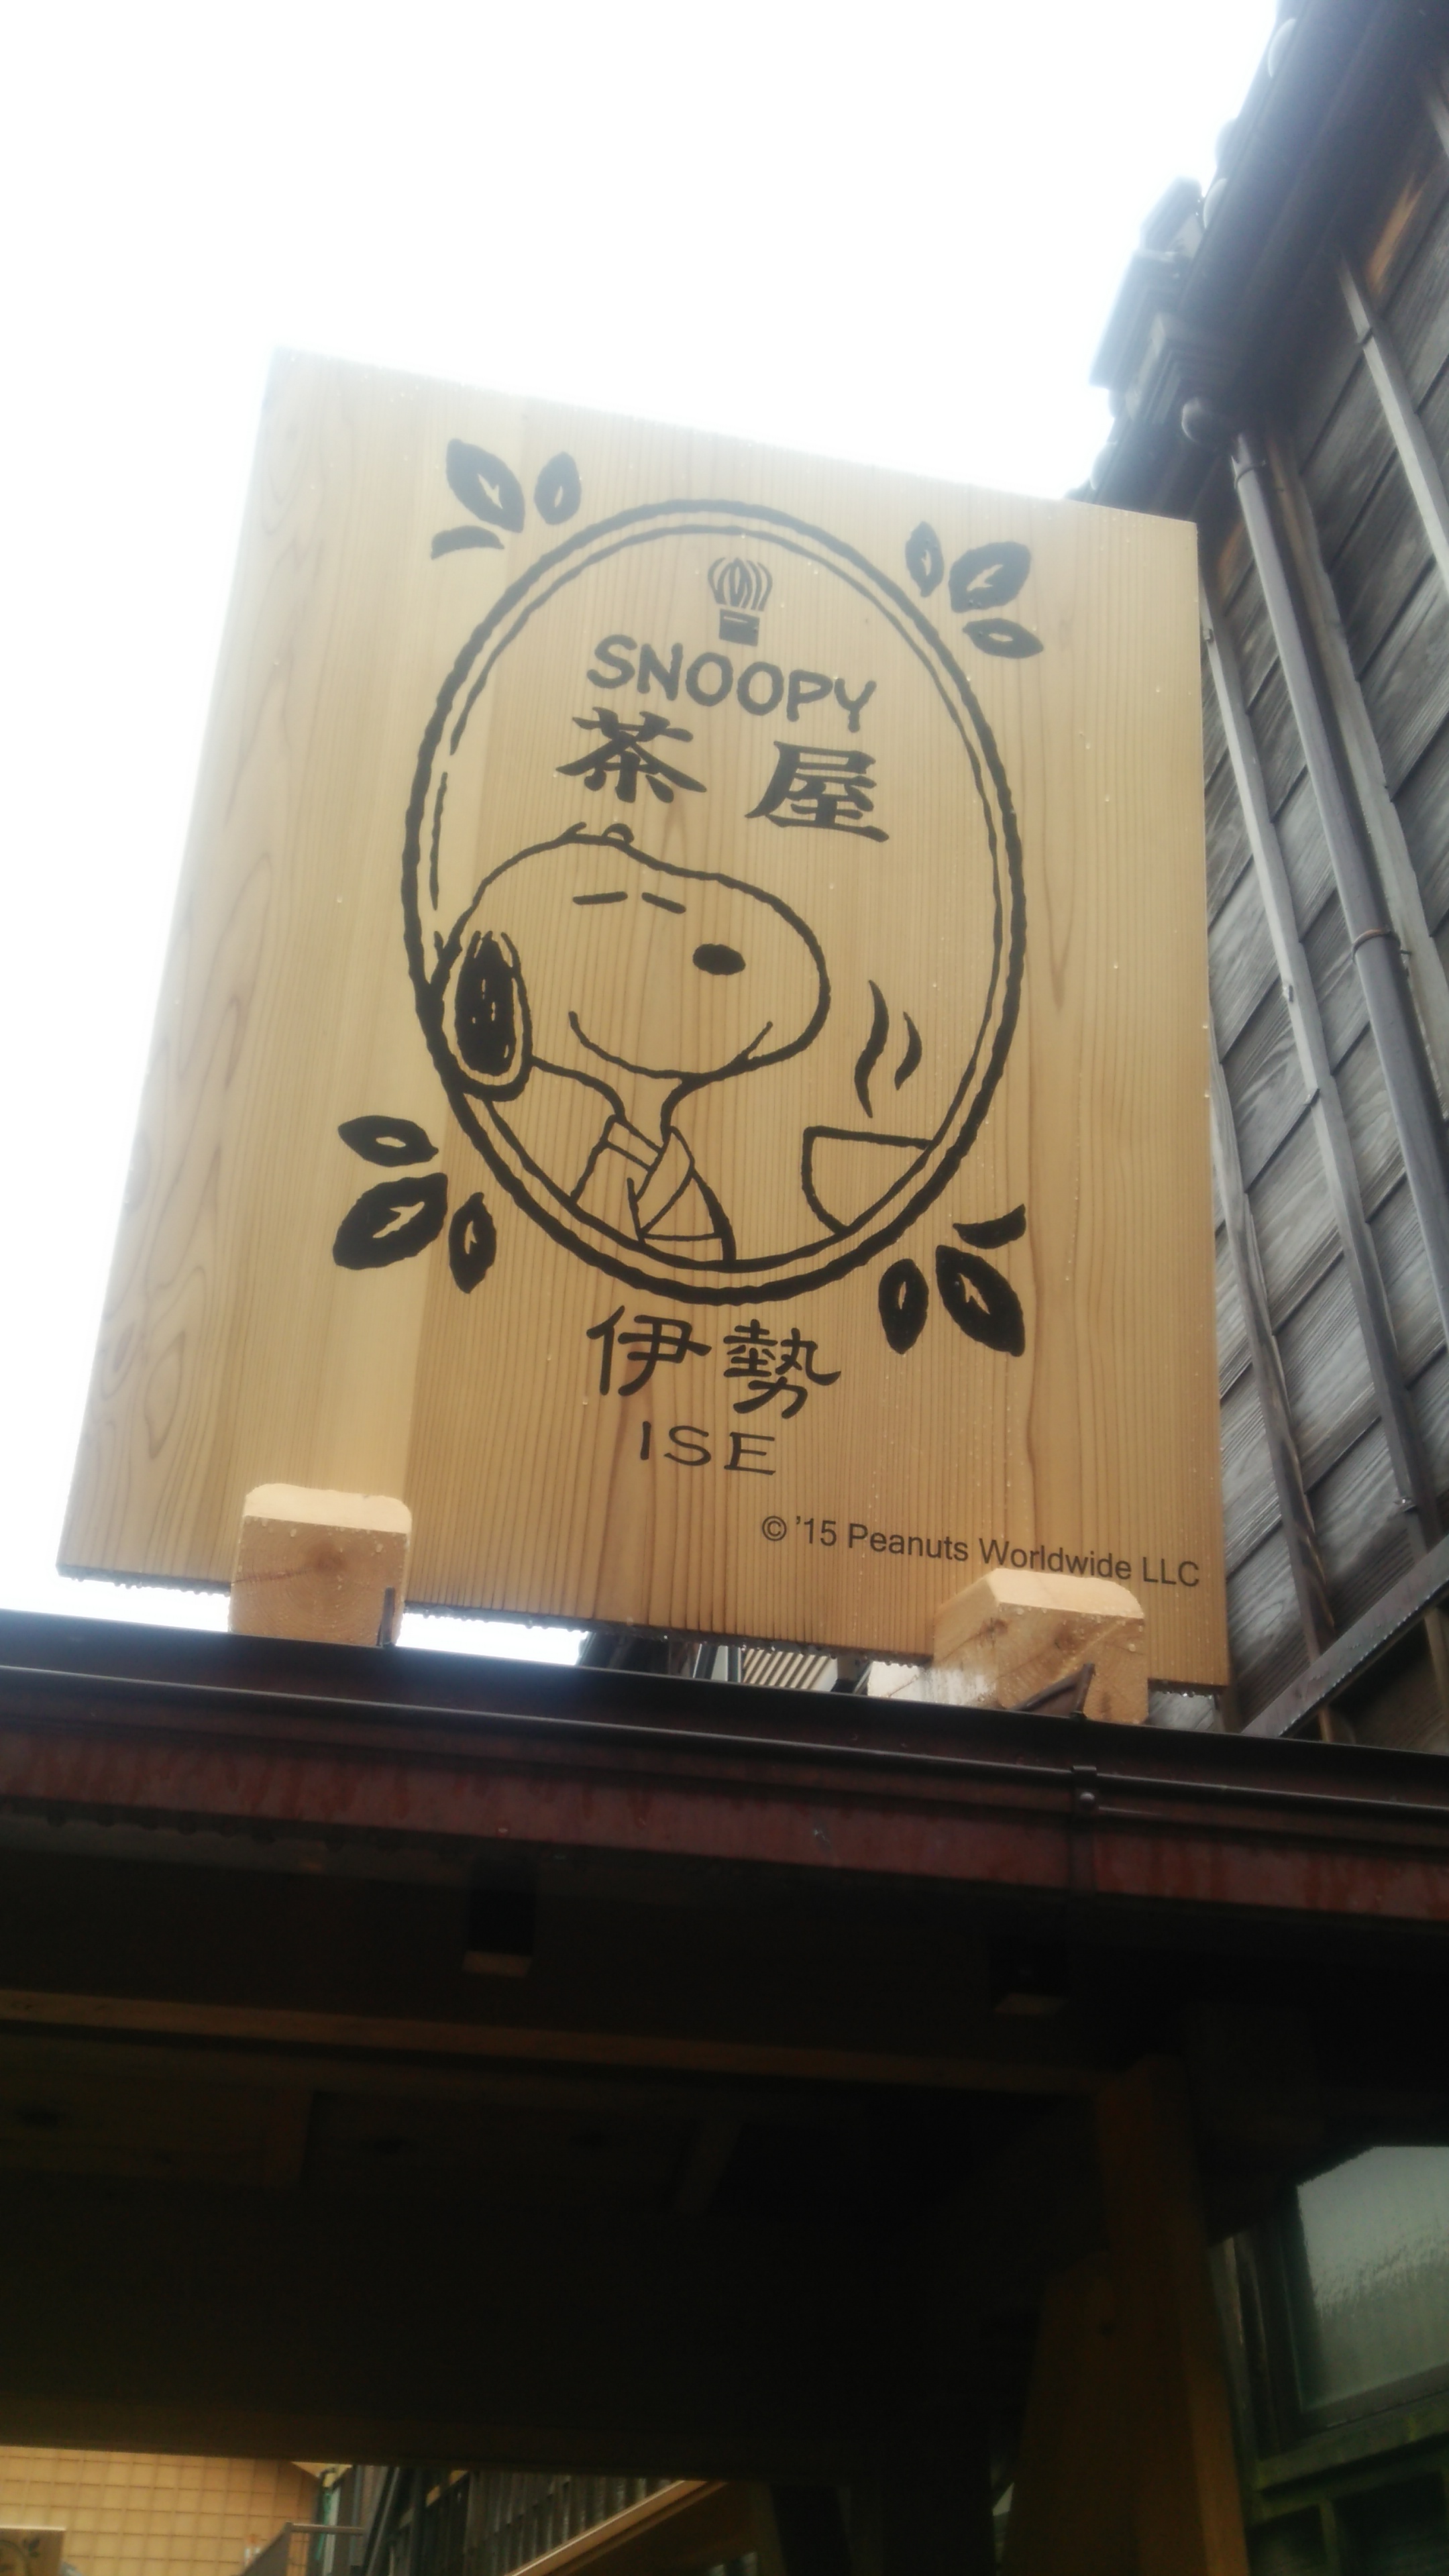 SNOOPY
茶屋
伊勢
ISE
© '15 Peanuts Worldwide LLC